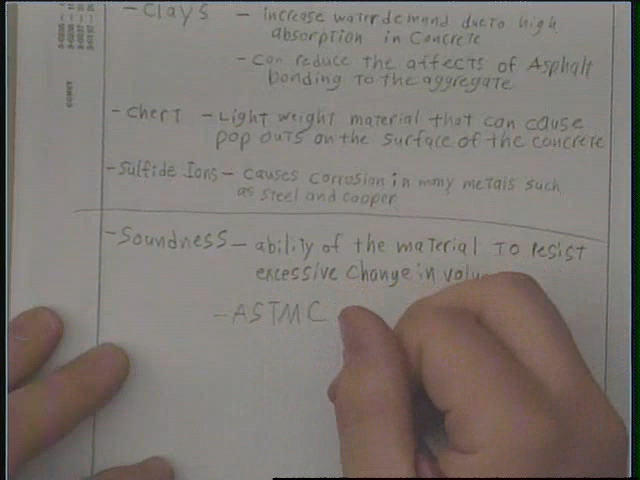 - Clays - increase water demand due to high
absorption in Concrete
- Can reduce the affects of Asphalt
bonding to the aggregate
- Chert - Light weight material that can cause
pop outs on the surface of the concrete
- Sulfide Ions - causes corrosion in many metals such
as steel and copper
- Soundness - ability of the material to resist
excessive Change in
- ASTM C
COMET